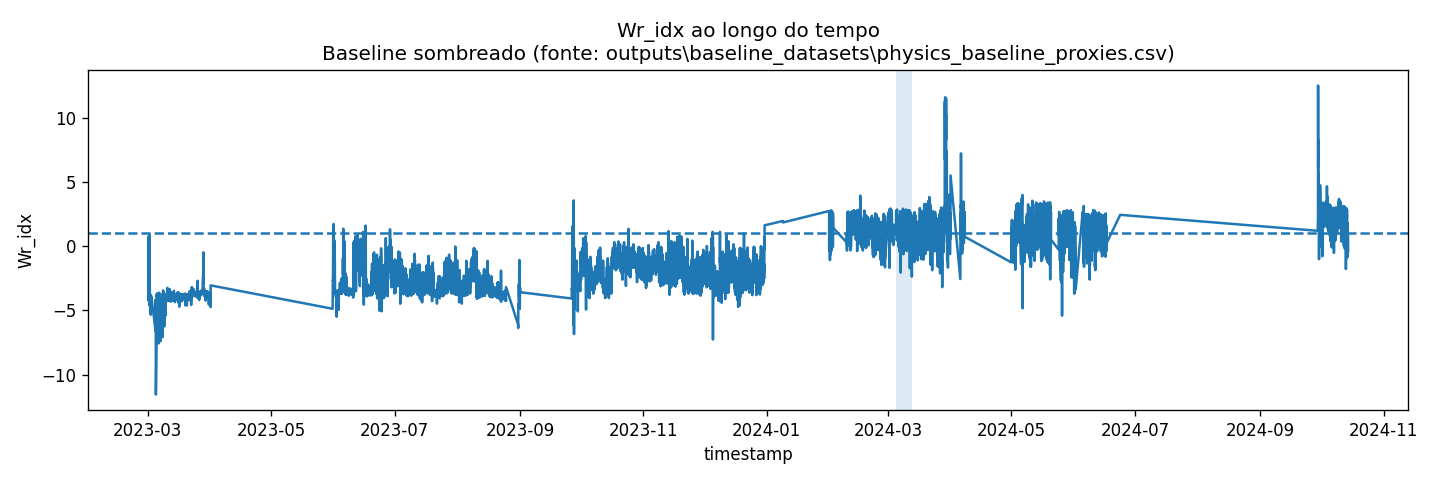 Wr_idx ao longo do tempo
Baseline sombreado (fonte: outputs\baseline_datasets\physics_baseline_proxies.csv)
Wr_idx
10
5
0
−5
−10
2023-03 2023-05 2023-07 2023-09 2023-11 2024-01 2024-03 2024-05 2024-07 2024-09 2024-11
timestamp